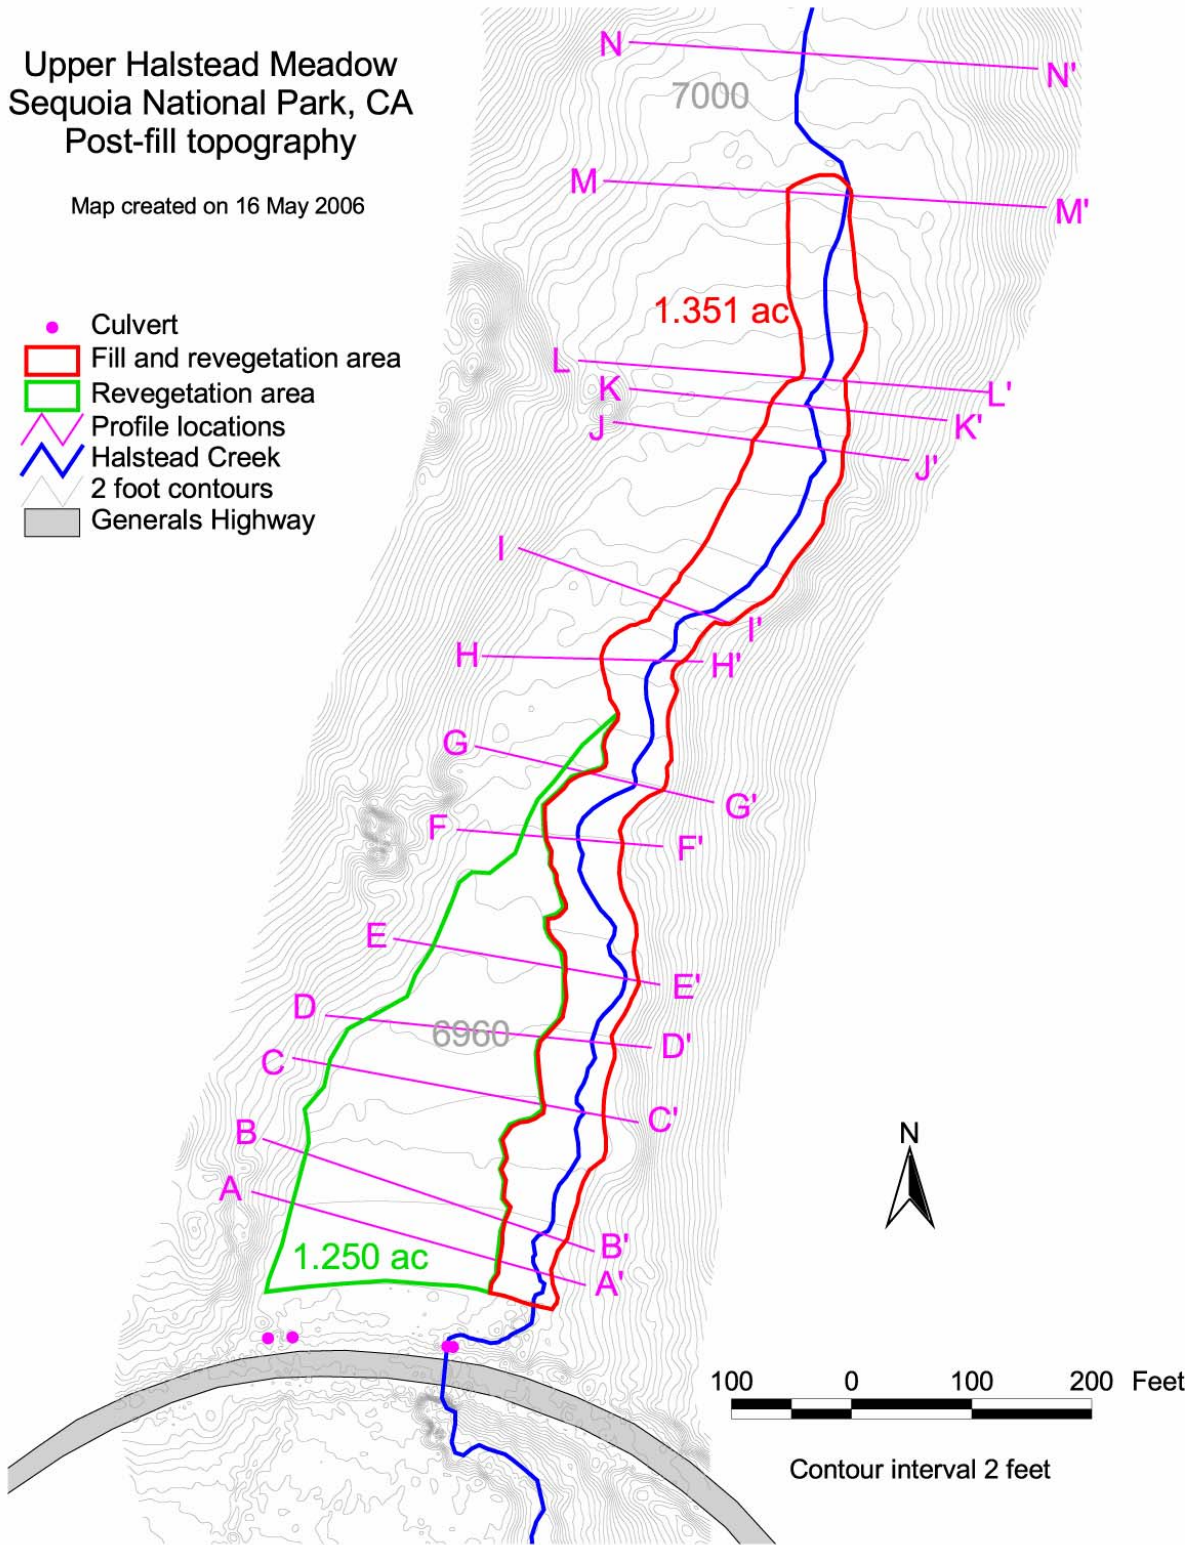 Upper Halstead Meadow
Sequoia National Park, CA
Post-fill topography
Map created on 16 May 2006
Culvert
Fill and revegetation area
Revegetation area
Profile locations
Halstead Creek
2 foot contours
Generals Highway
N
N'
7000
M
M'
1.351 ac
L
L'
K
K'
J
J'
I
I'
H
H'
G
G'
F
F'
E
E'
D
D'
6960
C
C'
B
B'
A
A'
1.250 ac
N
100 0 100 200 Feet
Contour interval 2 feet